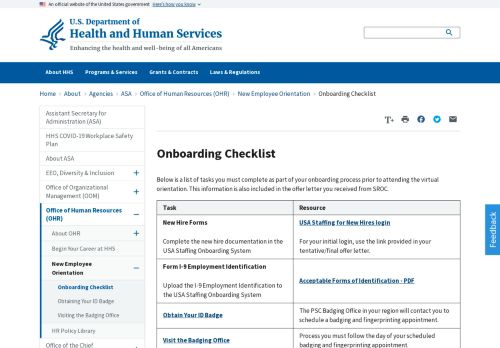 An official website of the United States government Here's how you know
U.S. Department of
Health and Human Services
Enhancing the health and well-being of all Americans
About HHS Programs & Services Grants & Contracts Laws & Regulations
Home › About › Agencies › ASA › Office of Human Resources (OHR) › New Employee Orientation › Onboarding Checklist
Assistant Secretary for
Administration (ASA)
HHS COVID-19 Workplace Safety
Plan
About ASA
EEO, Diversity & Inclusion
Office of Organizational
Management (OOM)
Office of Human Resources
(OHR)
About OHR
Begin Your Career at HHS
New Employee
Orientation
Onboarding Checklist
Obtaining Your ID Badge
Visiting the Badging Office
HR Policy Library
Office of the Chief
T+
Onboarding Checklist
Below is a list of tasks you must complete as part of your onboarding process prior to attending the virtual
orientation. This information is also included in the offer letter you received from SROC.
Task Resource
New Hire Forms
Complete the new hire documentation in the
USA Staffing Onboarding System
USA Staffing for New Hires login
For your initial login, use the link provided in your
tentative/final offer letter.
Form I-9 Employment Identification
Upload the I-9 Employment Identification to
the USA Staffing Onboarding System
Acceptable Forms of Identification - PDF
Obtain Your ID Badge
The PSC Badging Office in your region will contact you to
schedule a badging and fingerprinting appointment.
Visit the Badging Office
Process you must follow the day of your scheduled
badging and fingerprinting appointment.
Feedback